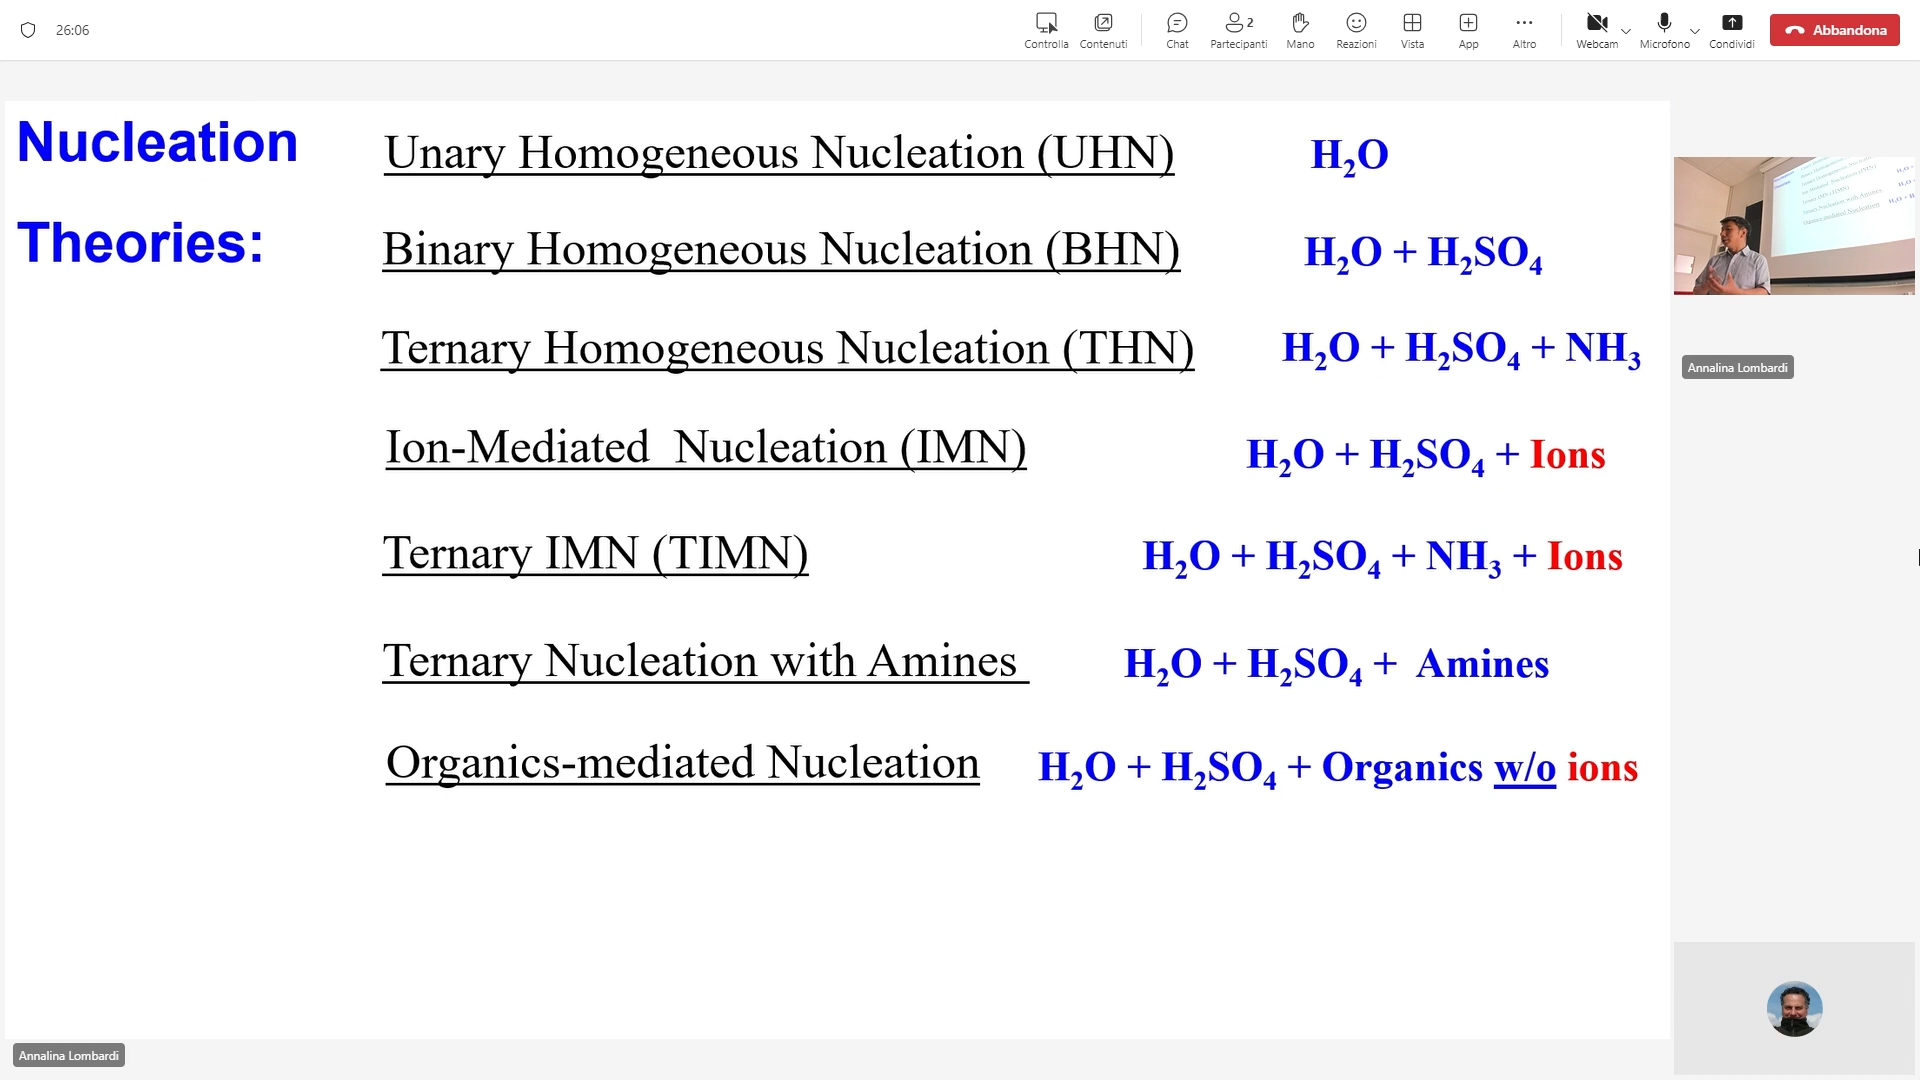 26:06
Controlla
Contenuti
Chat
2
Partecipanti
Mano
Reazioni
Vista
App
Altro
Webcam
Microfono
Condividi
Abbandona
Nucleation
Theories:
Unary Homogeneous Nucleation (UHN) H₂O
Binary Homogeneous Nucleation (BHN) H₂O + H₂SO₄
Ternary Homogeneous Nucleation (THN) H₂O + H₂SO₄ + NH₃
Ion-Mediated Nucleation (IMN) H₂O + H₂SO₄ + Ions
Ternary IMN (TIMN) H₂O + H₂SO₄ + NH₃ + Ions
Ternary Nucleation with Amines H₂O + H₂SO₄ + Amines
Organics-mediated Nucleation H₂O + H₂SO₄ + Organics w/o ions
Annalina Lombardi
Annalina Lombardi